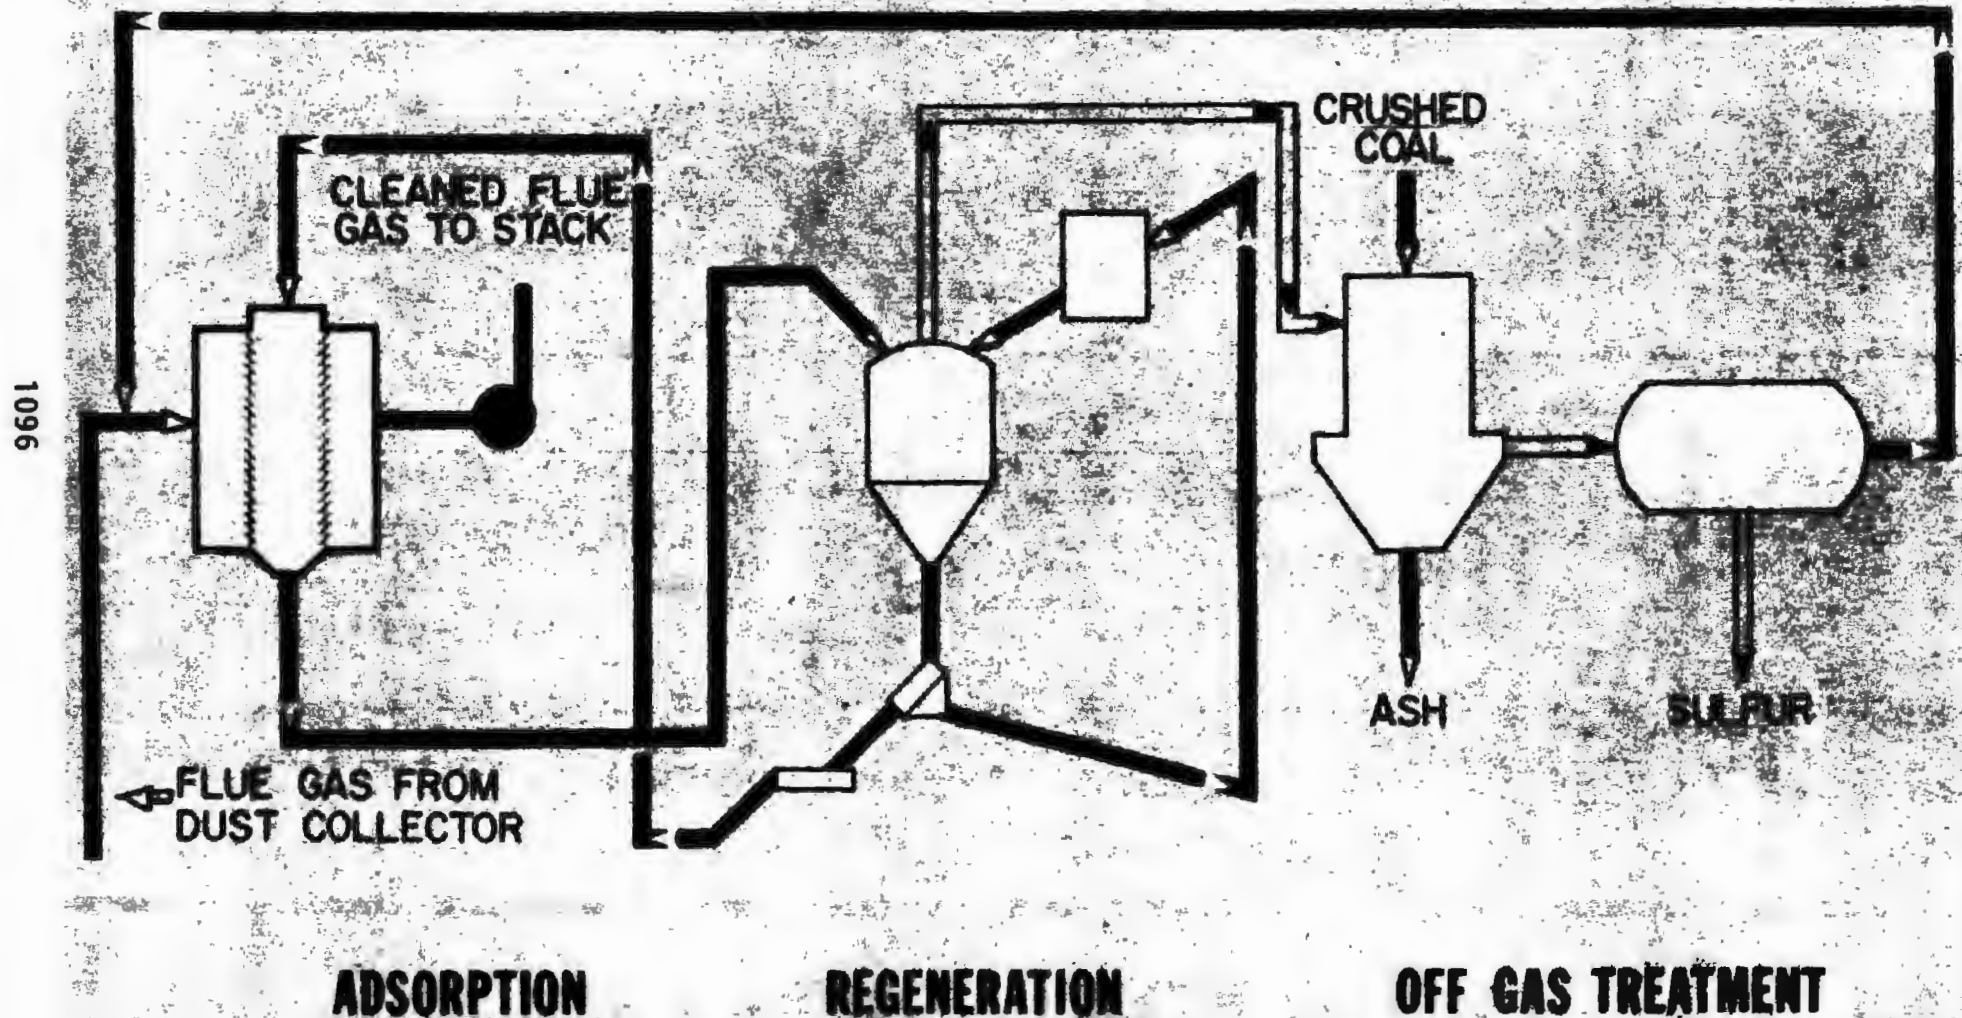 CRUSHED
COAL
CLEANED FLUE
GAS TO STACK
1096
ASH
SULFUR
FLUE GAS FROM
DUST COLLECTOR
ADSORPTION
REGENERATION
OFF GAS TREATMENT